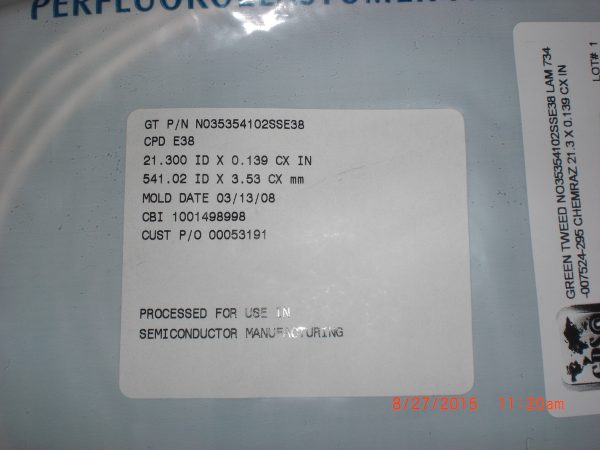 GT P/N N035354102SSE38
CPD E38
21.300 ID X 0.139 CX IN
541.02 ID X 3.53 CX mm
MOLD DATE 03/13/08
CBI 1001498998
CUST P/O 00053191
PROCESSED FOR USE IN
SEMICONDUCTOR MANUFACTURING
GREEN TWEED NO35354102SSE38 LAM 734
-007524-295 CHEMRAZ 21.3 X 0.139 CX IN
LOT# 1
8/27/2015 11:20am